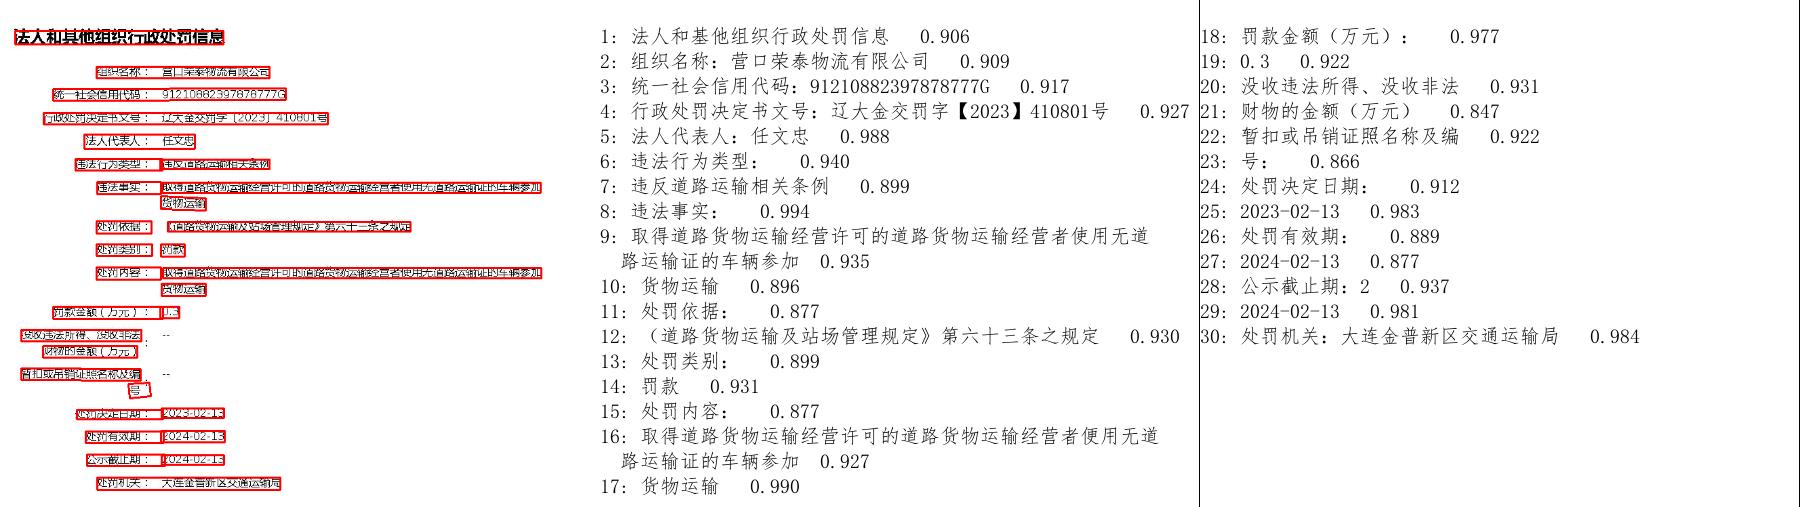 法人和其他组织行政处罚信息
组织名称： 营口荣泰物流有限公司
统一社会信用代码： 91210882397878777G
行政处罚决定书文号： 辽大金交罚字〔2023〕410801号
法人代表人： 任文忠
违法行为类型： 违反道路运输相关条例
违法事实： 取得道路货物运输经营许可的道路货物运输经营者使用无道路运输证的车辆参加
货物运输
处罚依据： 《道路货物运输及站场管理规定》第六十三条之规定
处罚类别： 罚款
处罚内容： 取得道路货物运输经营许可的道路货物运输经营者使用无道路运输证的车辆参加
货物运输
罚款金额（万元）： 0.3
没收违法所得、没收非法 --
财物的金额（万元） ：
暂扣或吊销证照名称及编 --
号 ：
处罚决定日期： 2023-02-13
处罚有效期： 2024-02-13
公示截止期： 2024-02-13
处罚机关： 大连金普新区交通运输局
1: 法人和基他组织行政处罚信息 0.906
2: 组织名称：营口荣泰物流有限公司 0.909
3: 统一社会信用代码：91210882397878777G 0.917
4: 行政处罚决定书文号：辽大金交罚字【2023】410801号 0.927
5: 法人代表人：任文忠 0.988
6: 违法行为类型： 0.940
7: 违反道路运输相关条例 0.899
8: 违法事实： 0.994
9: 取得道路货物运输经营许可的道路货物运输经营者使用无道
路运输证的车辆参加 0.935
10: 货物运输 0.896
11: 处罚依据： 0.877
12: （道路货物运输及站场管理规定》第六十三条之规定 0.930
13: 处罚类别： 0.899
14: 罚款 0.931
15: 处罚内容： 0.877
16: 取得道路货物运输经营许可的道路货物运输经营者便用无道
路运输证的车辆参加 0.927
17: 货物运输 0.990
18: 罚款金额（万元）： 0.977
19: 0.3 0.922
20: 没收违法所得、没收非法 0.931
21: 财物的金额（万元） 0.847
22: 暂扣或吊销证照名称及编 0.922
23: 号： 0.866
24: 处罚决定日期： 0.912
25: 2023-02-13 0.983
26: 处罚有效期： 0.889
27: 2024-02-13 0.877
28: 公示截止期：2 0.937
29: 2024-02-13 0.981
30: 处罚机关：大连金普新区交通运输局 0.984